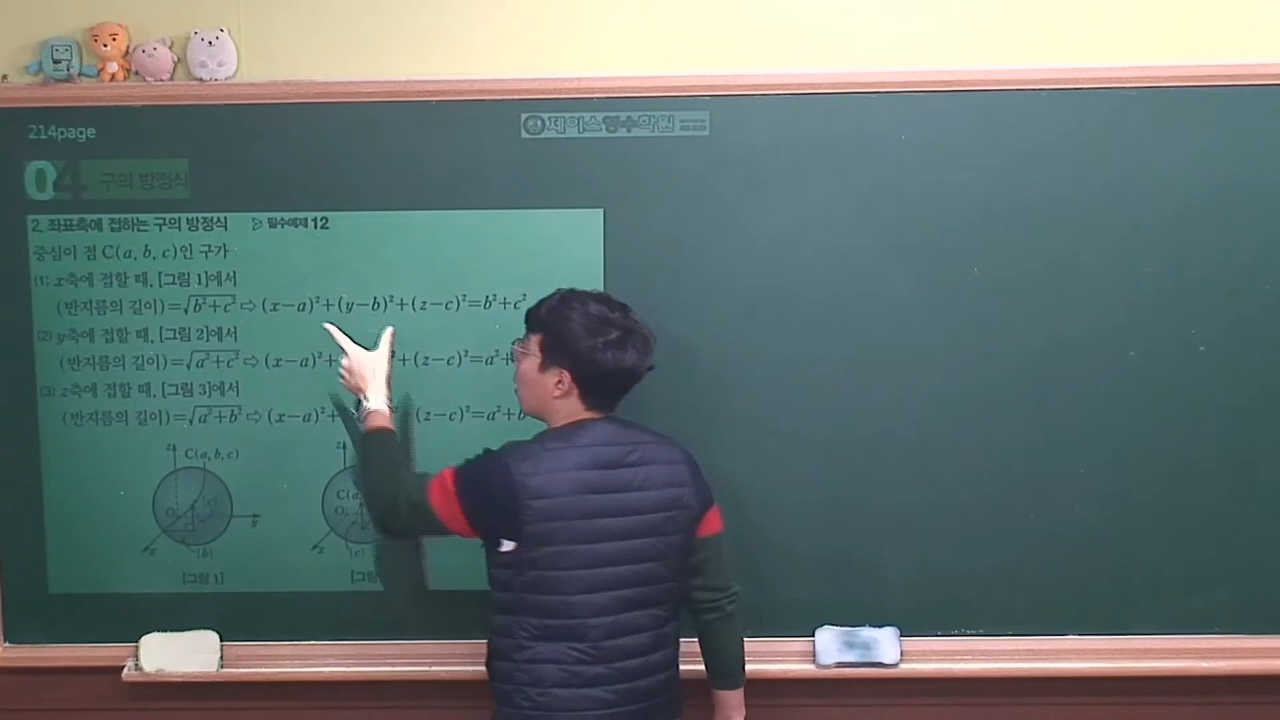 제이스영수학원
214page
04 구의 방정식
2. 좌표축에 접하는 구의 방정식 ▷ 필수예제 12
중심이 점 C(a, b, c)인 구가
(1) x축에 접할 때, [그림 1]에서
(반지름의 길이)=√b²+c² ⇨ (x−a)²+(y−b)²+(z−c)²=b²+c²
(2) y축에 접할 때, [그림 2]에서
(반지름의 길이)=√a²+c² ⇨ (x−a)²+ +(z−c)²=a²+
(3) z축에 접할 때, [그림 3]에서
(반지름의 길이)=√a²+b² ⇨ (x−a)²+ +(z−c)²=a²+b
z C(a, b, c) z
|c| C(a,
O O
y
x |b| x |c|
[그림 1] [그림